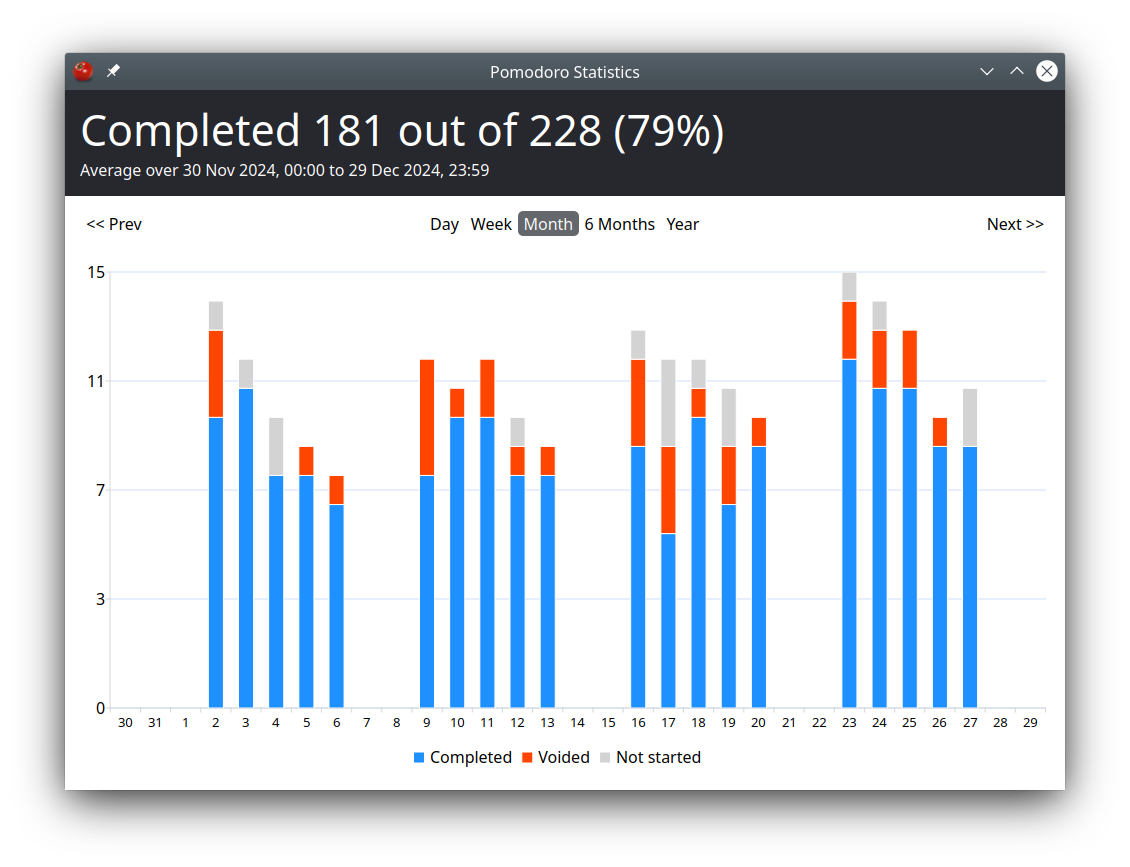 Pomodoro Statistics
Completed 181 out of 228 (79%)
Average over 30 Nov 2024, 00:00 to 29 Dec 2024, 23:59
<< Prev Day Week Month 6 Months Year Next >>
15
11
7
3
0
30 31 1 2 3 4 5 6 7 8 9 10 11 12 13 14 15 16 17 18 19 20 21 22 23 24 25 26 27 28 29
Completed Voided Not started